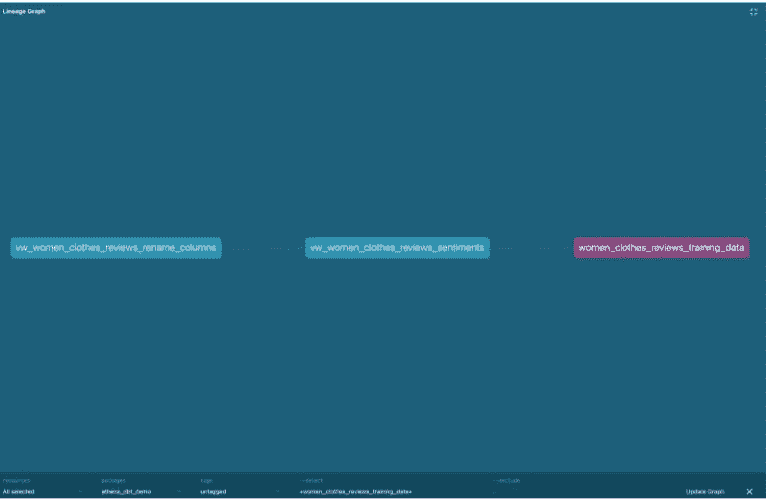 Lineage Graph
vw_women_clothes_reviews_rename_columns
vw_women_clothes_reviews_sentiments
women_clothes_reviews_training_data
resources
packages
tags
--select
--exclude
All selected
athena_dbt_demo
untagged
+women_clothes_reviews_training_data+
Update Graph